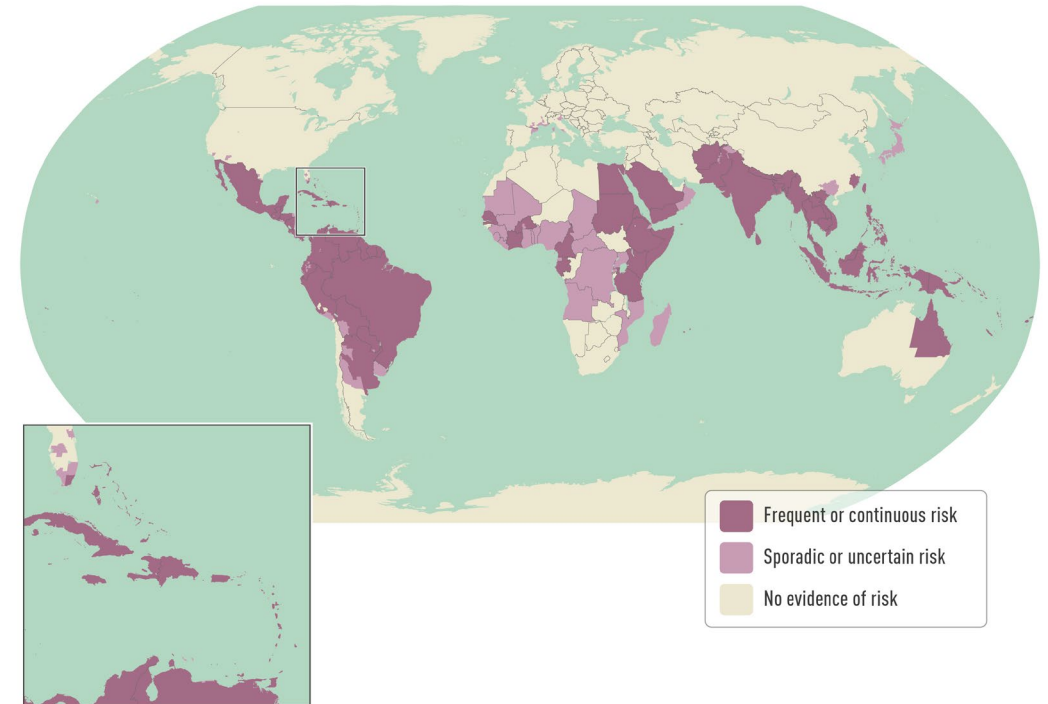 Frequent or continuous risk
Sporadic or uncertain risk
No evidence of risk